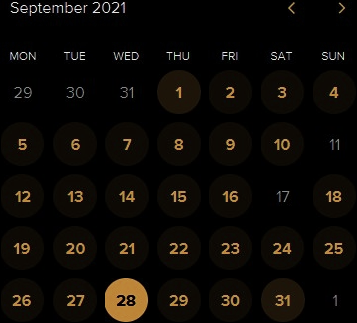 September 2021 < >
MON TUE WED THU FRI SAT SUN
29 30 31 1 2 3 4
5 6 7 8 9 10 11
12 13 14 15 16 17 18
19 20 21 22 23 24 25
26 27 28 29 30 31 1